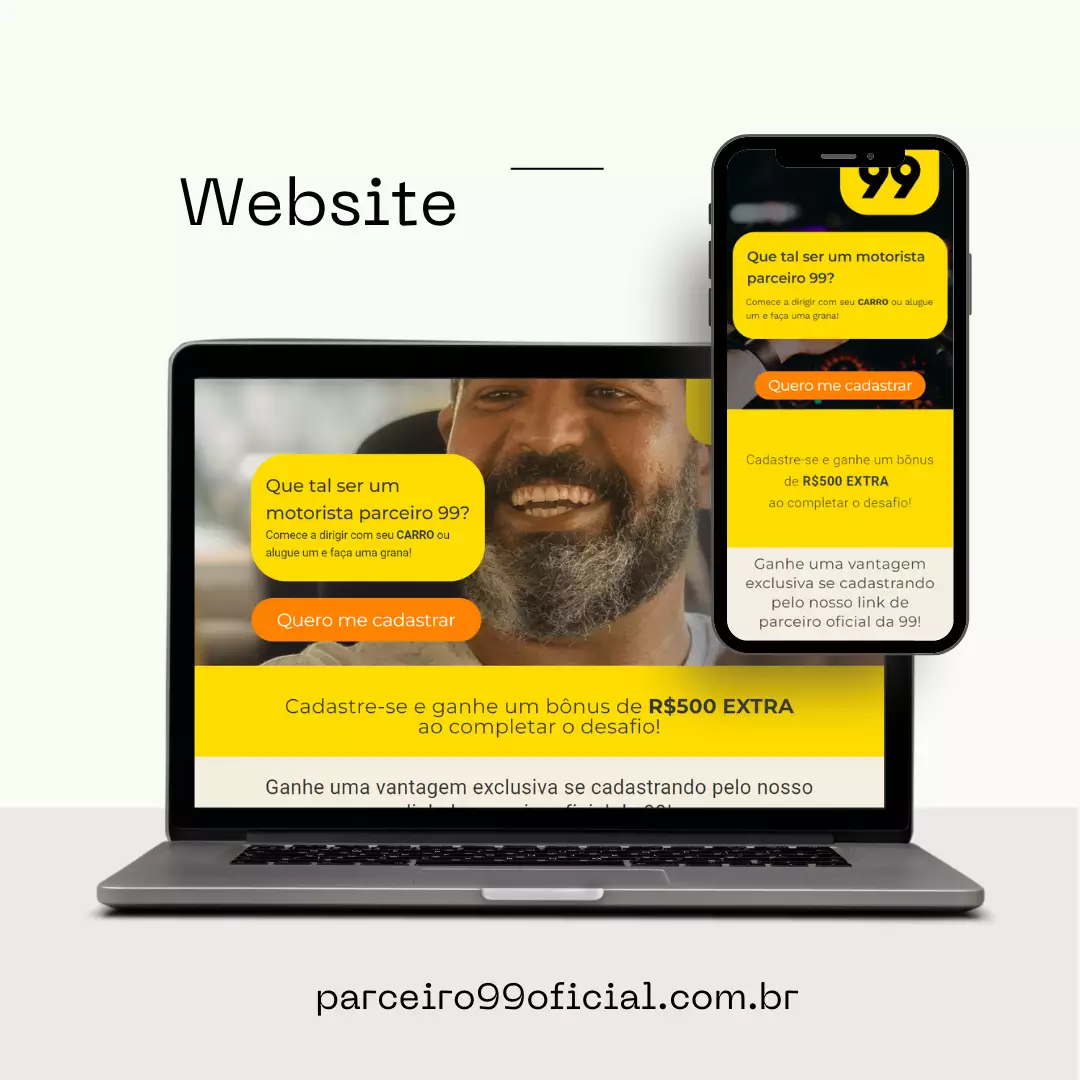 Website
99
Que tal ser um motorista
parceiro 99?
Comece a dirigir com seu CARRO ou alugue
um e faça uma grana!
Quero me cadastrar
Cadastre-se e ganhe um bônus
de R$500 EXTRA
ao completar o desafio!
Ganhe uma vantagem
exclusiva se cadastrando
pelo nosso link de
parceiro oficial da 99!
Que tal ser um
motorista parceiro 99?
Comece a dirigir com seu CARRO ou
alugue um e faça uma grana!
Quero me cadastrar
Cadastre-se e ganhe um bônus de R$500 EXTRA
ao completar o desafio!
Ganhe uma vantagem exclusiva se cadastrando pelo nosso
parceiro99oficial.com.br